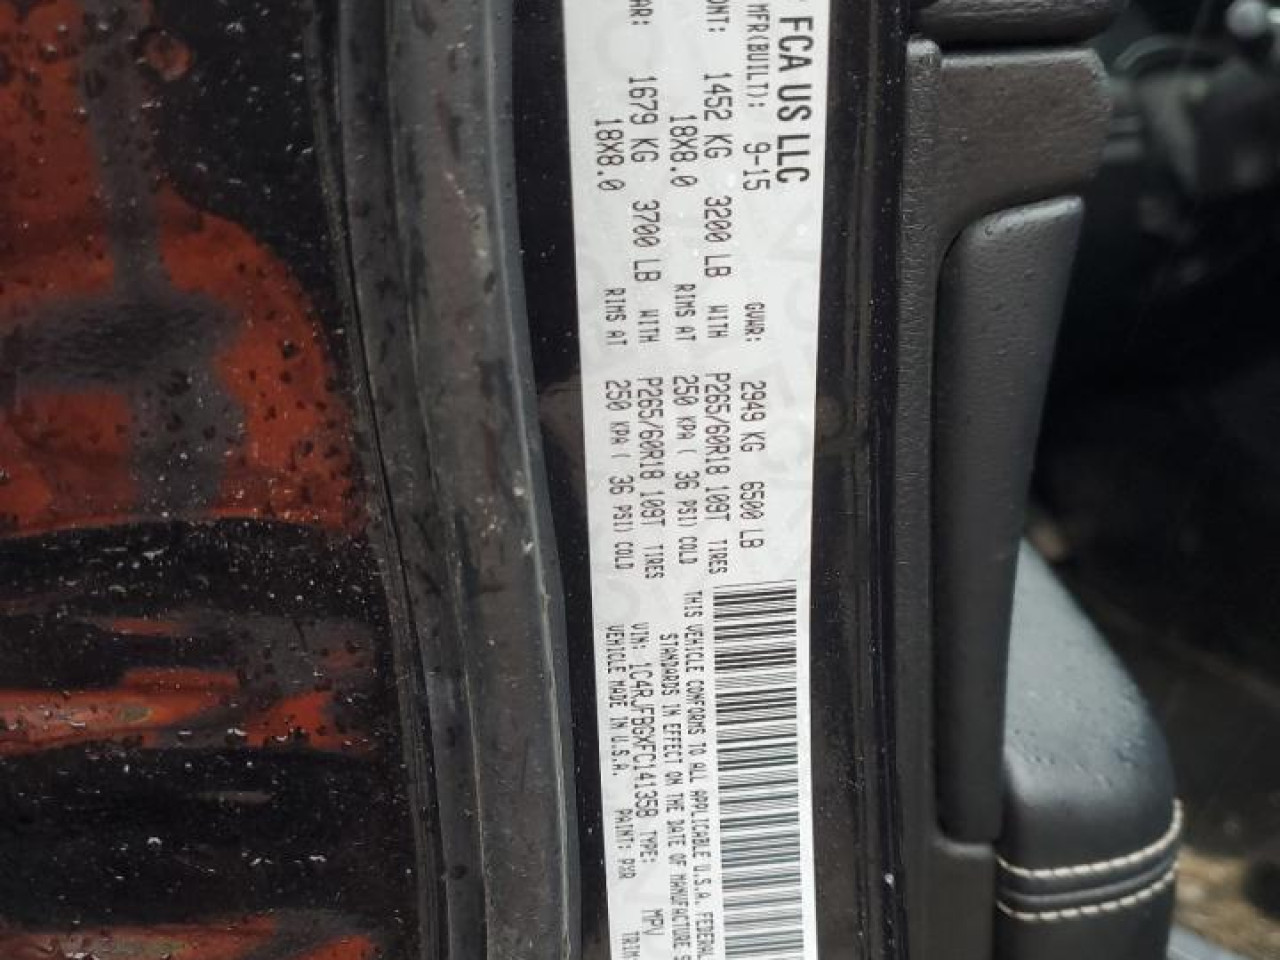 FCA US LLC
MFR(BUILT): 9-15 GVWR: 2949 KG 6500 LB
1452 KG 3200 LB WITH P265/60R18 109T TIRES
18X8.0 RIMS AT 250 KPA ( 36 PSI) COLD
1679 KG 3700 LB WITH P265/60R18 109T TIRES
18X8.0 RIMS AT 250 KPA ( 36 PSI) COLD
THIS VEHICLE CONFORMS TO ALL APPLICABLE U.S.A. FEDERAL
STANDARDS IN EFFECT ON THE DATE OF MANUFACTURE
VIN: 1C4RJFBGXFC141358 TYPE: MPV
VEHICLE MADE IN U.S.A. PAINT: PXR TRIM: